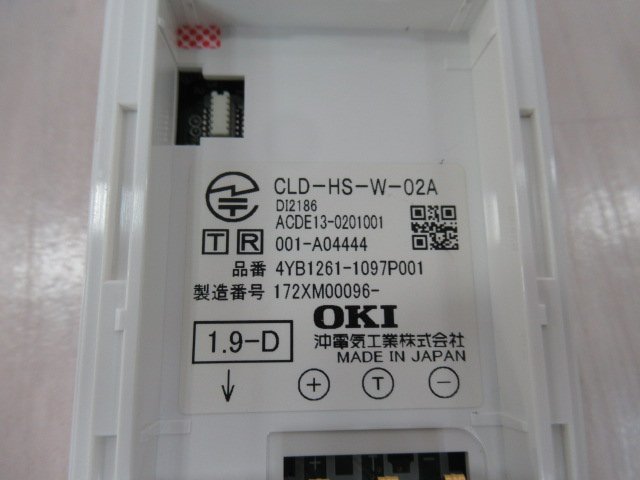 CLD-HS-W-02A
DI2186
ACDE13-0201001
T R 001-A04444
品番 4YB1261-1097P001
製造番号 172XM00096-
OKI
1.9-D
沖電気工業株式会社
MADE IN JAPAN
↓ + T −
+ T −